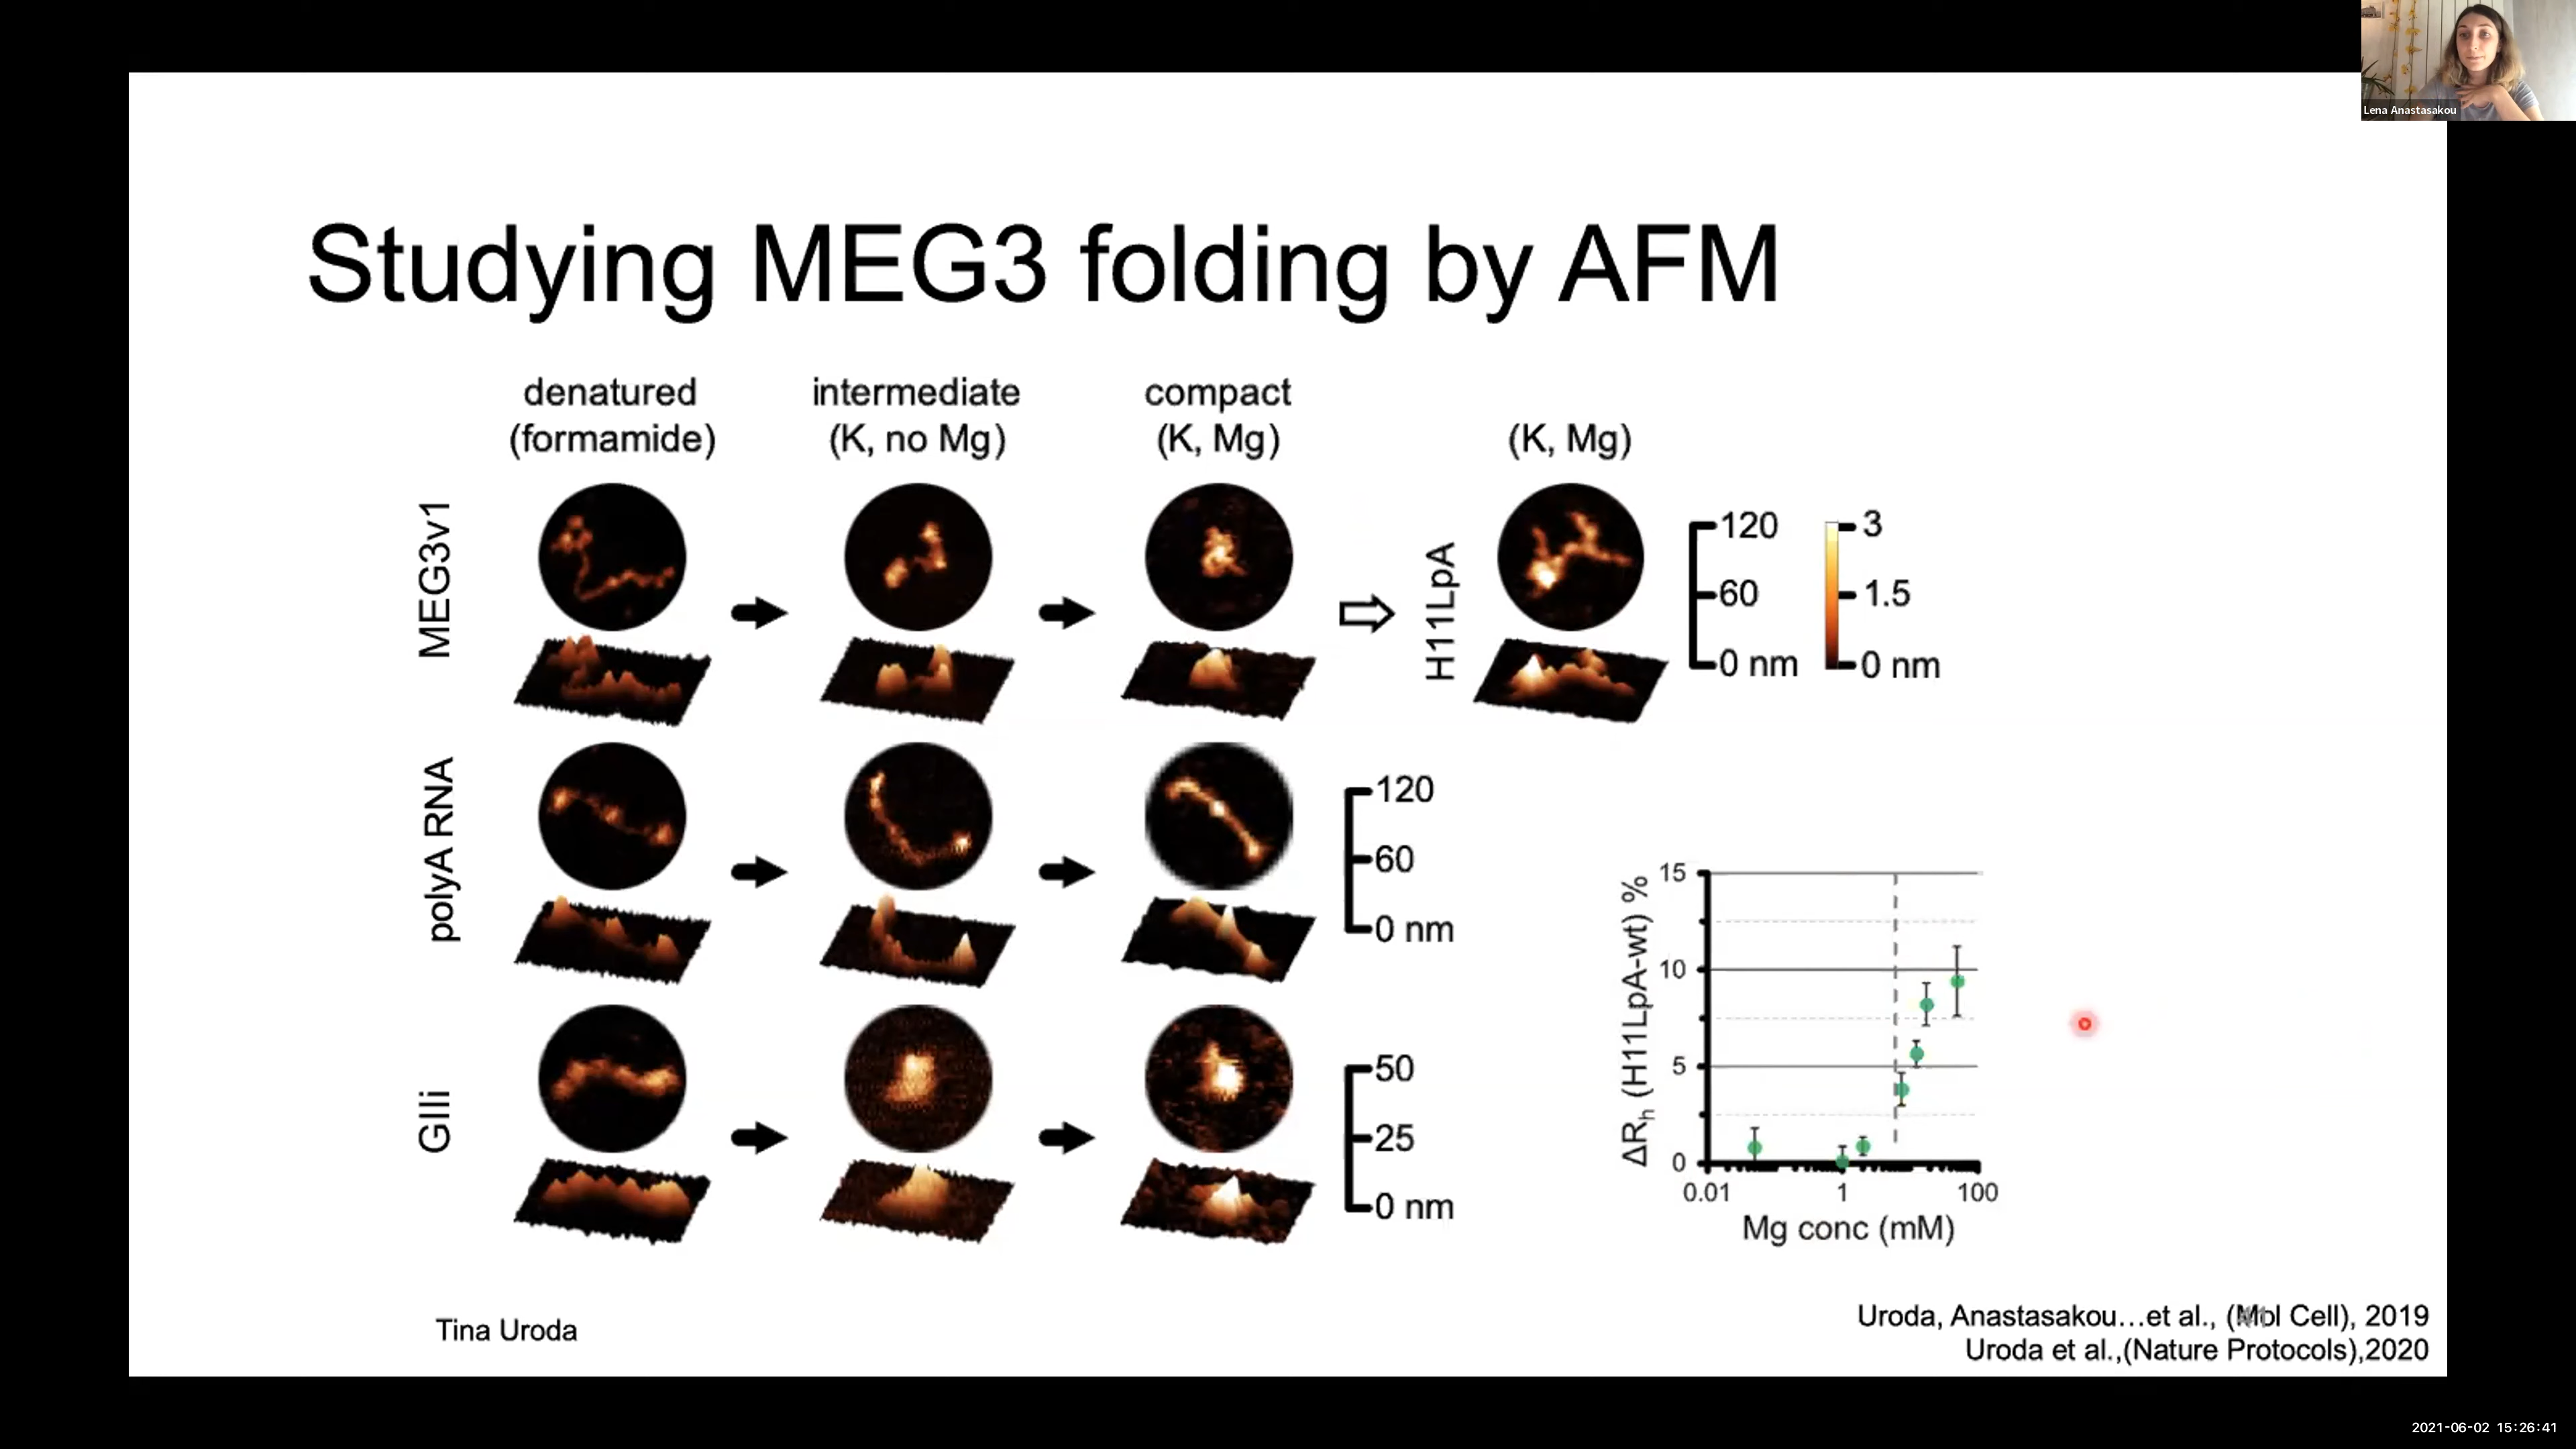 Lena Anastasakou
Studying MEG3 folding by AFM
denatured
(formamide)
intermediate
(K, no Mg)
compact
(K, Mg)
(K, Mg)
MEG3v1
H11LpA
120
60
0 nm
3
1.5
0 nm
polyA RNA
120
60
0 nm
GIIi
50
25
0 nm
ΔRh (H11LpA-wt) %
15
10
5
0
0.01
1
100
Mg conc (mM)
Tina Uroda
Uroda, Anastasakou...et al., (Mol Cell), 2019
41
Uroda et al.,(Nature Protocols),2020
2021-06-02 15:26:41